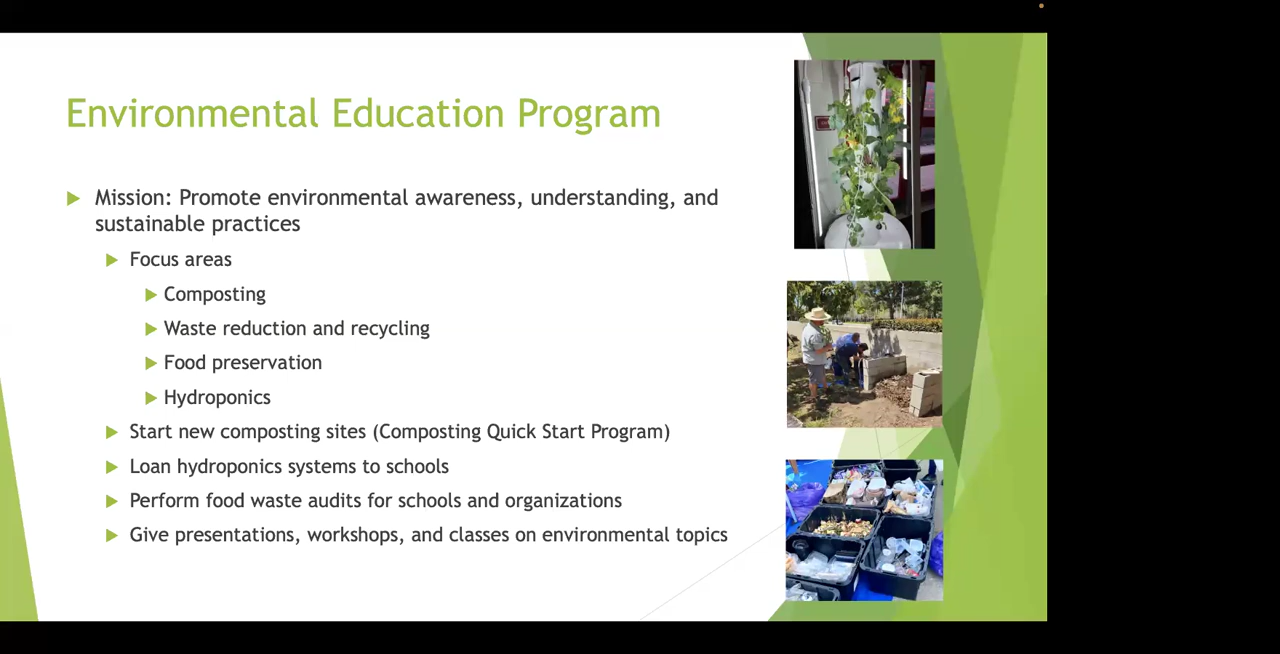 Environmental Education Program
Mission: Promote environmental awareness, understanding, and
sustainable practices
Focus areas
Composting
Waste reduction and recycling
Food preservation
Hydroponics
Start new composting sites (Composting Quick Start Program)
Loan hydroponics systems to schools
Perform food waste audits for schools and organizations
Give presentations, workshops, and classes on environmental topics